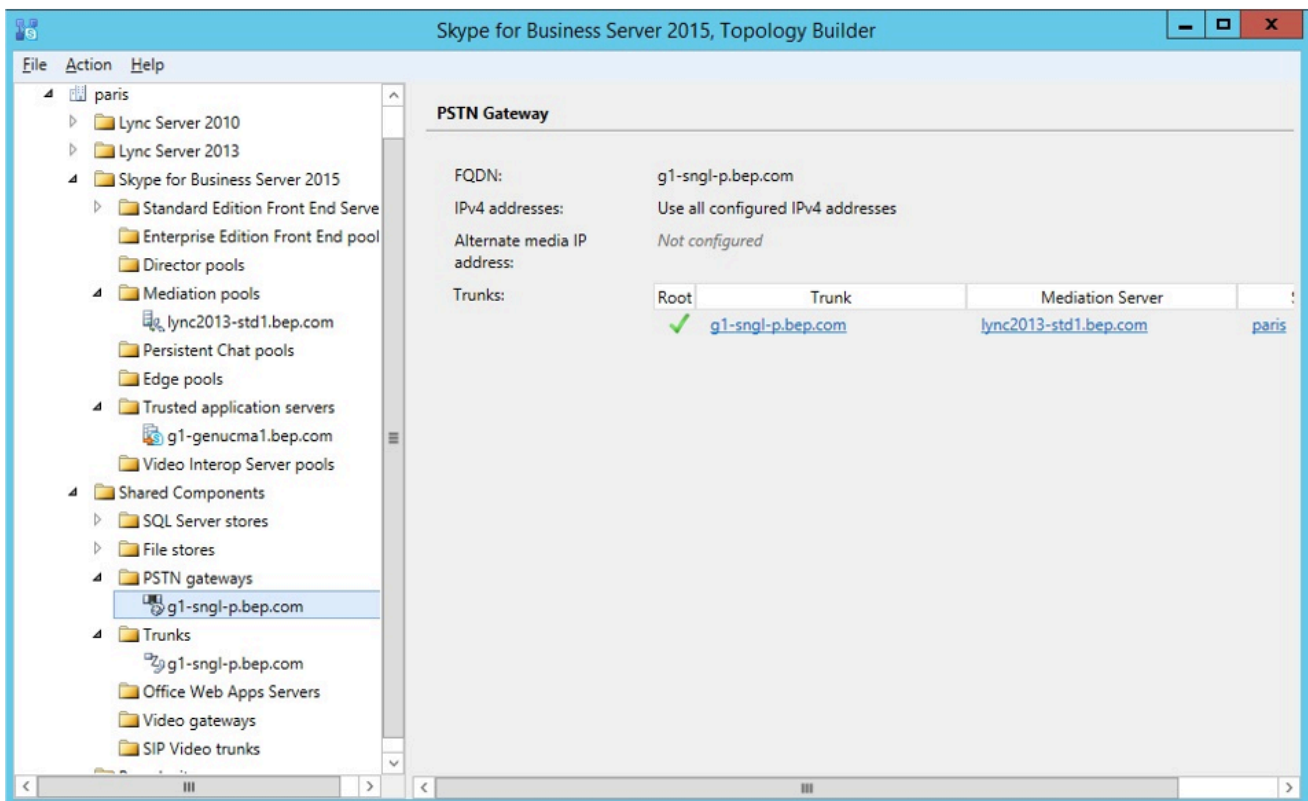 Skype for Business Server 2015, Topology Builder
File Action Help
paris
Lync Server 2010
Lync Server 2013
Skype for Business Server 2015
Standard Edition Front End Serve
Enterprise Edition Front End pool
Director pools
Mediation pools
lync2013-std1.bep.com
Persistent Chat pools
Edge pools
Trusted application servers
g1-genucma1.bep.com
Video Interop Server pools
Shared Components
SQL Server stores
File stores
PSTN gateways
g1-sngl-p.bep.com
Trunks
g1-sngl-p.bep.com
Office Web Apps Servers
Video gateways
SIP Video trunks
PSTN Gateway
FQDN: g1-sngl-p.bep.com
IPv4 addresses: Use all configured IPv4 addresses
Alternate media IP Not configured
address:
Trunks:
Root Trunk Mediation Server
g1-sngl-p.bep.com lync2013-std1.bep.com paris